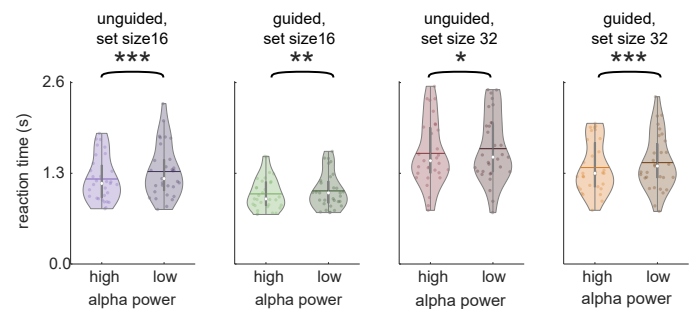 unguided,
set size16
***
guided,
set size16
**
unguided,
set size 32
*
guided,
set size 32
***
reaction time (s)
2.6
1.3
0.0
high low
alpha power
high low
alpha power
high low
alpha power
high low
alpha power